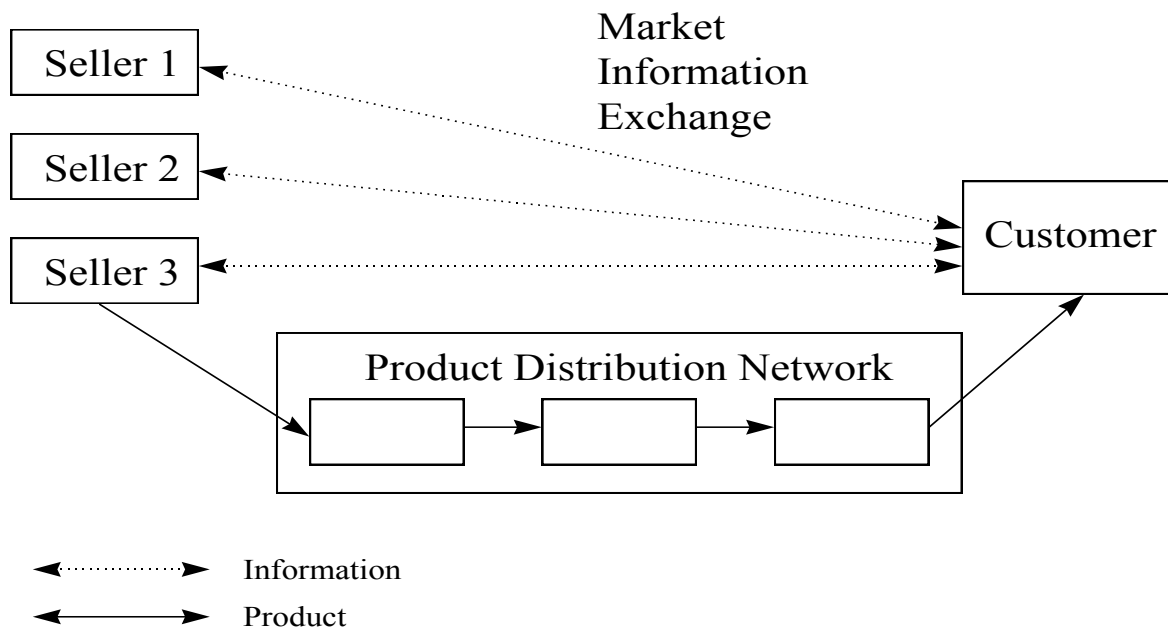 Market
Information
Exchange
Seller 1
Seller 2
Seller 3
Customer
Product Distribution Network
Information
Product